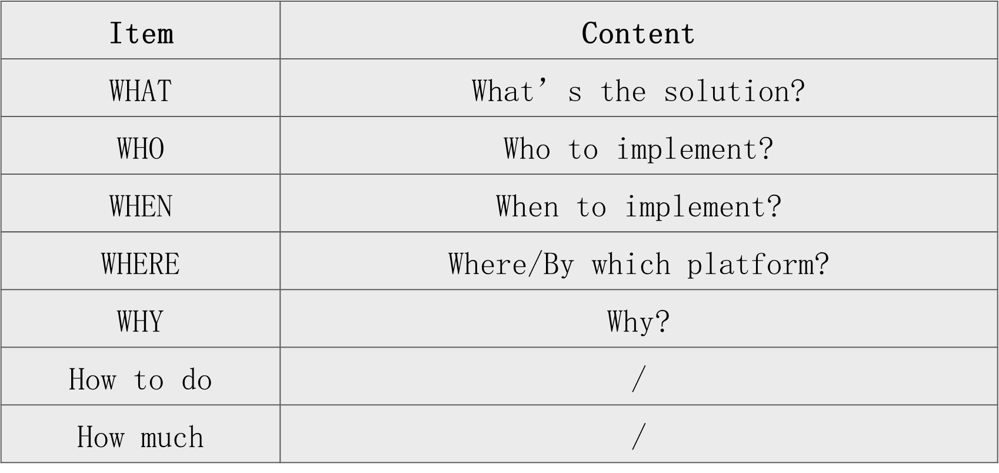 Item Content
WHAT What’s the solution?
WHO Who to implement?
WHEN When to implement?
WHERE Where/By which platform?
WHY Why?
How to do /
How much /